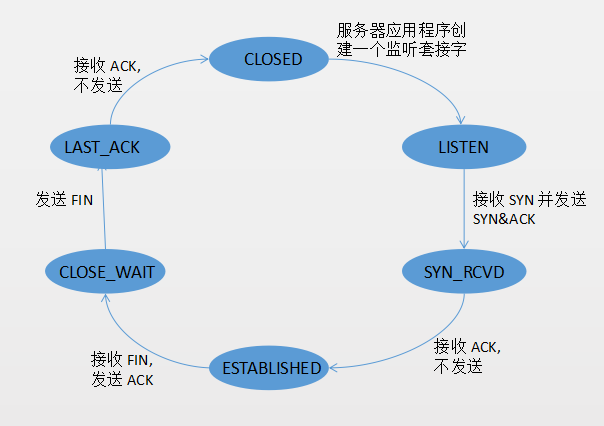 服务器应用程序创
建一个监听套接字
接收 ACK,
不发送
CLOSED
LAST_ACK
LISTEN
发送 FIN
接收 SYN 并发送
SYN&ACK
CLOSE_WAIT
SYN_RCVD
接收 FIN,
发送 ACK
接收 ACK,
不发送
ESTABLISHED